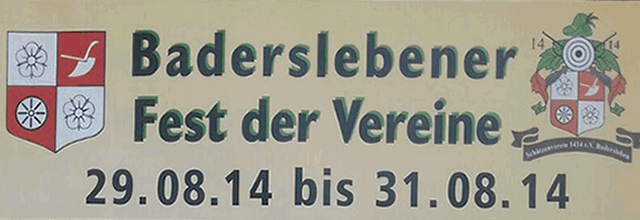 Baderslebener
Fest der Vereine
29.08.14 bis 31.08.14
14 14
Schützenverein 1414 e.V. Badersleben